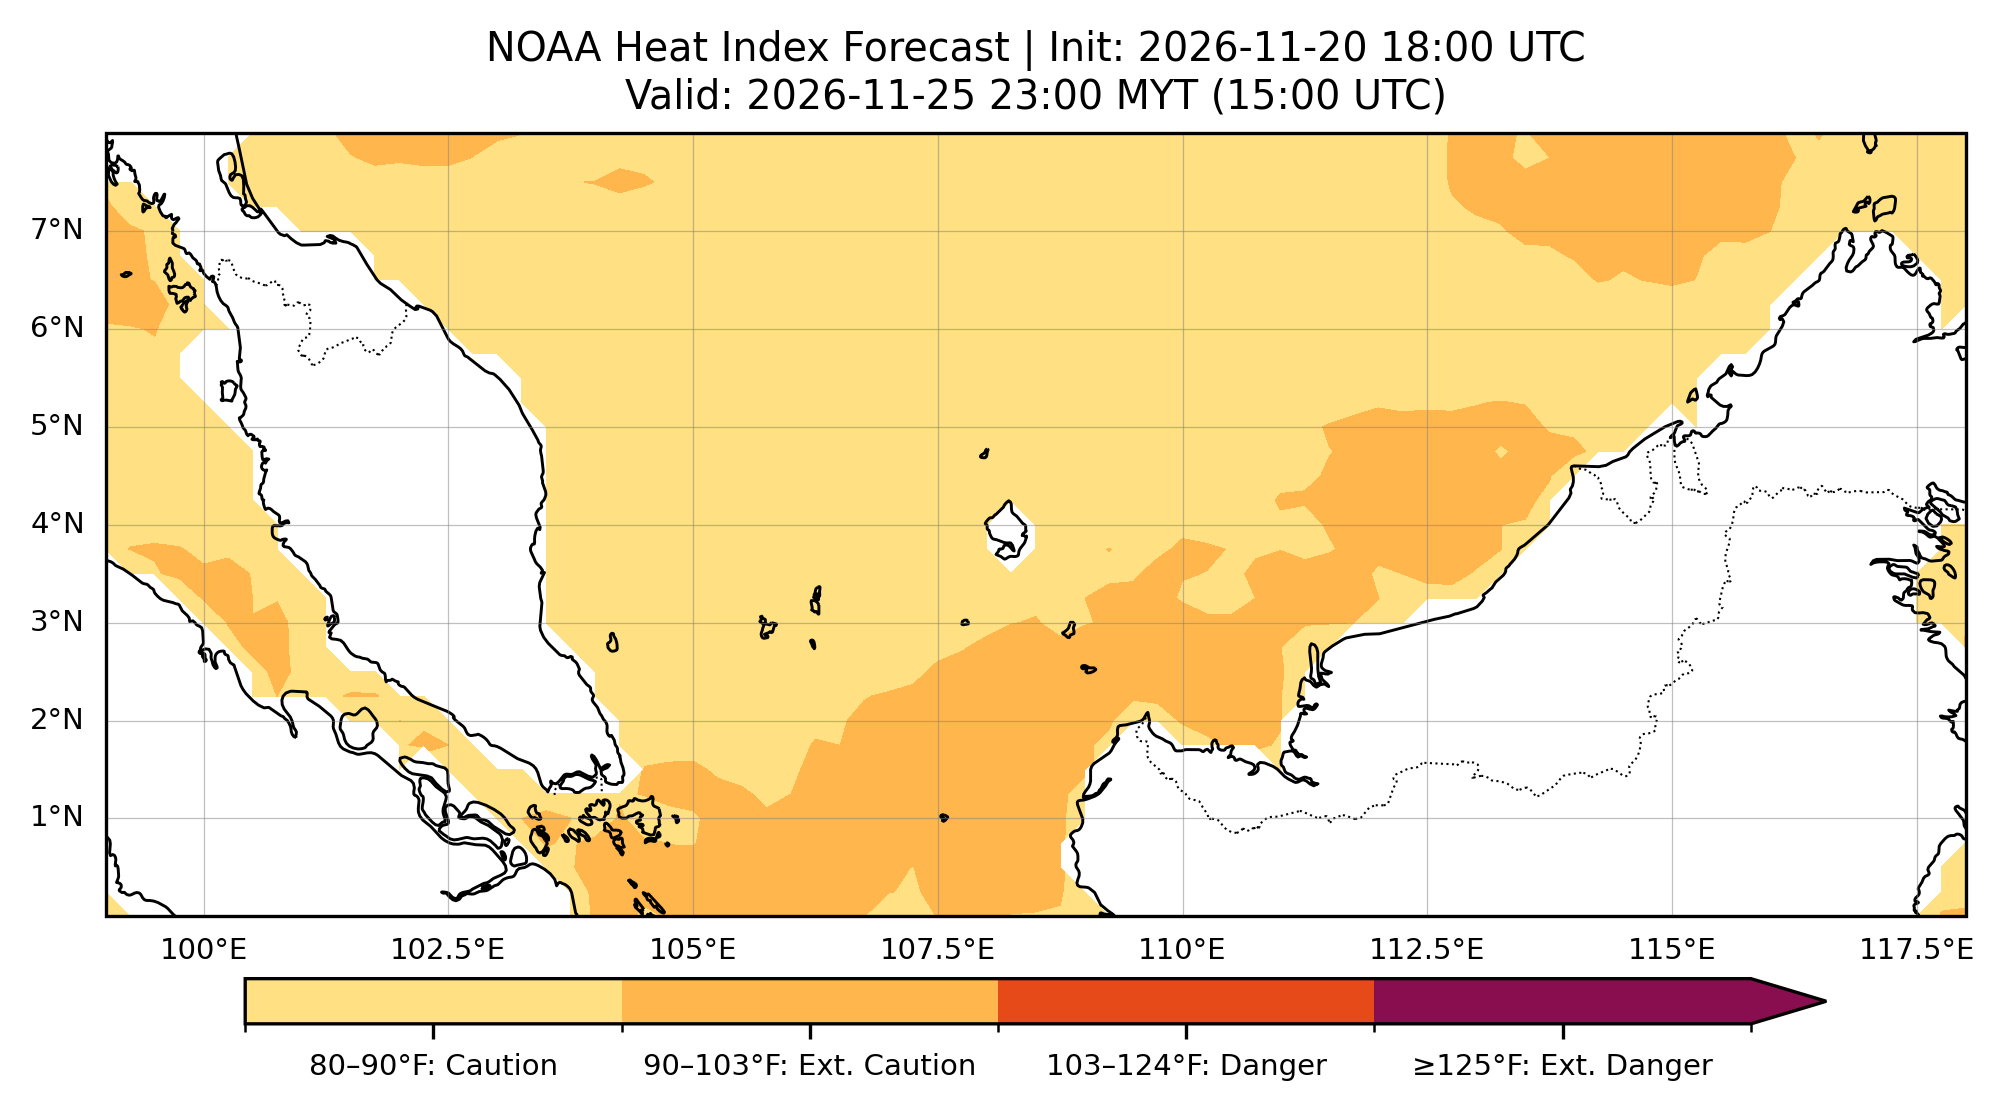 NOAA Heat Index Forecast | Init: 2026-11-20 18:00 UTC
Valid: 2026-11-25 23:00 MYT (15:00 UTC)
7°N
6°N
5°N
4°N
3°N
2°N
1°N
100°E
102.5°E
105°E
107.5°E
110°E
112.5°E
115°E
117.5°E
80–90°F: Caution
90–103°F: Ext. Caution
103–124°F: Danger
≥125°F: Ext. Danger